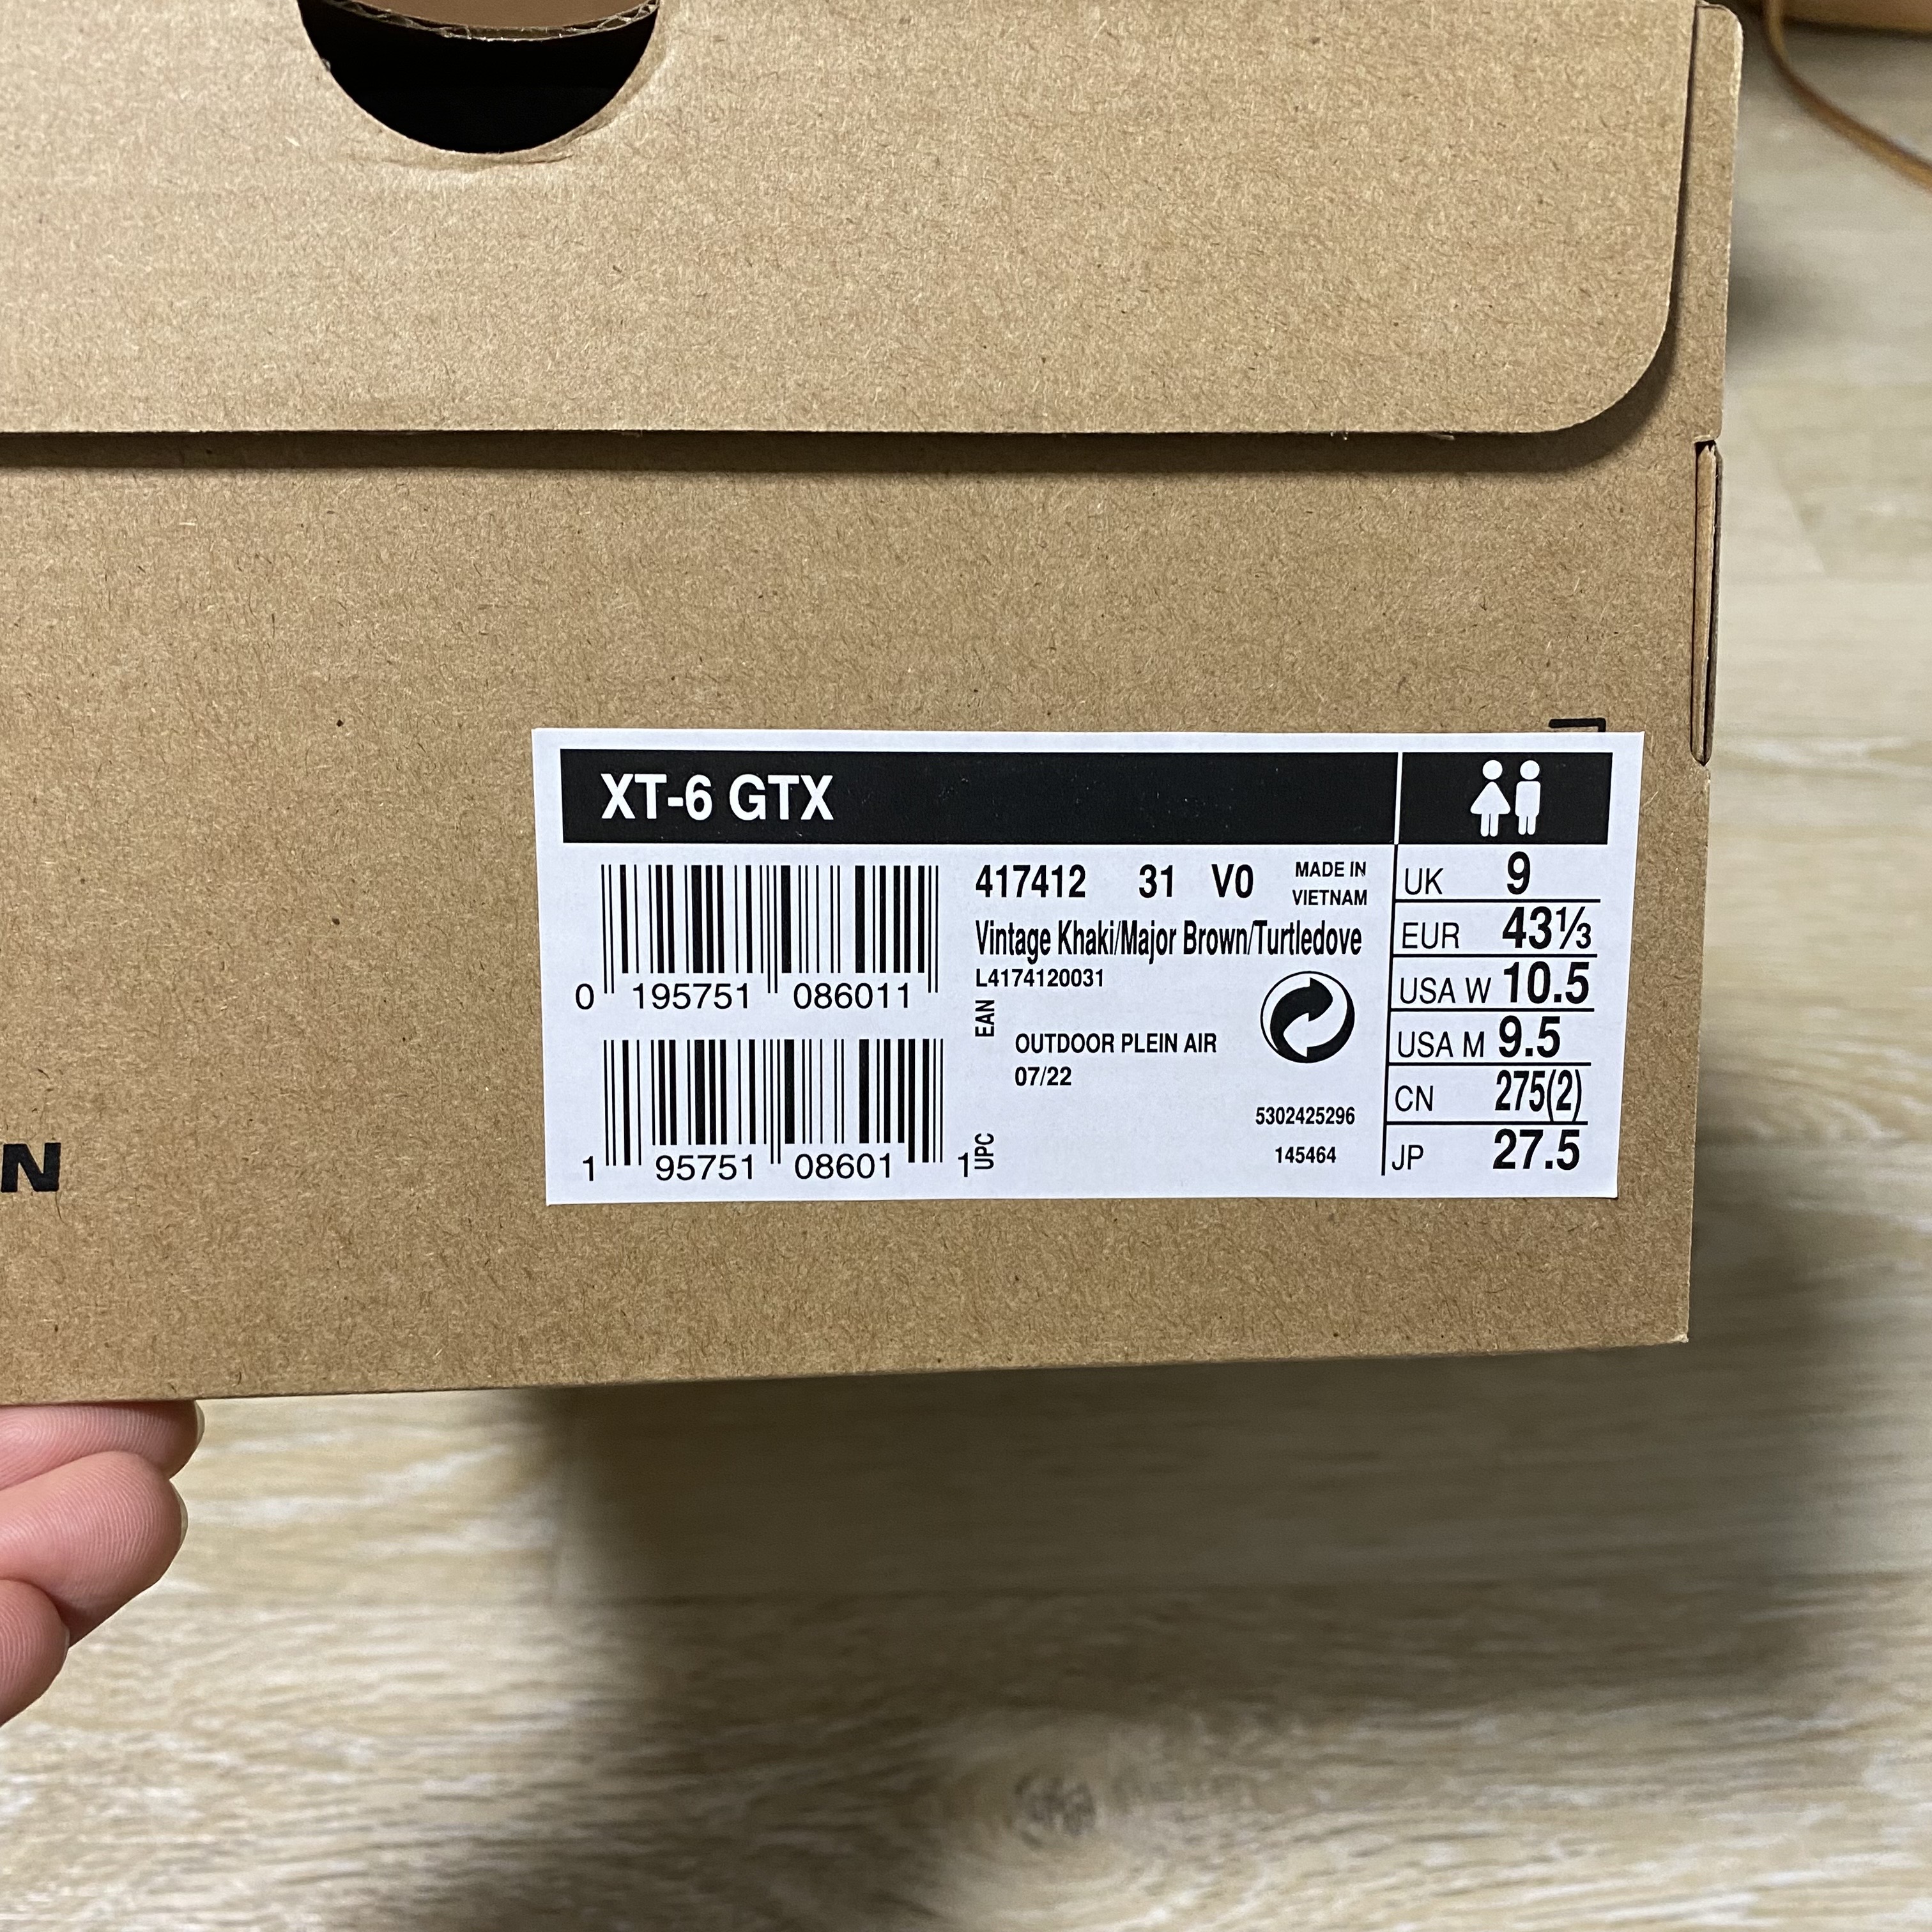 XT-6 GTX
0 195751 086011
1 95751 08601 1
EAN
UPC
417412 31 V0
MADE IN
VIETNAM
Vintage Khaki/Major Brown/Turtledove
L4174120031
OUTDOOR PLEIN AIR
07/22
5302425296
145464
UK 9
EUR 43⅓
USA W 10.5
USA M 9.5
CN 275(2)
JP 27.5
N